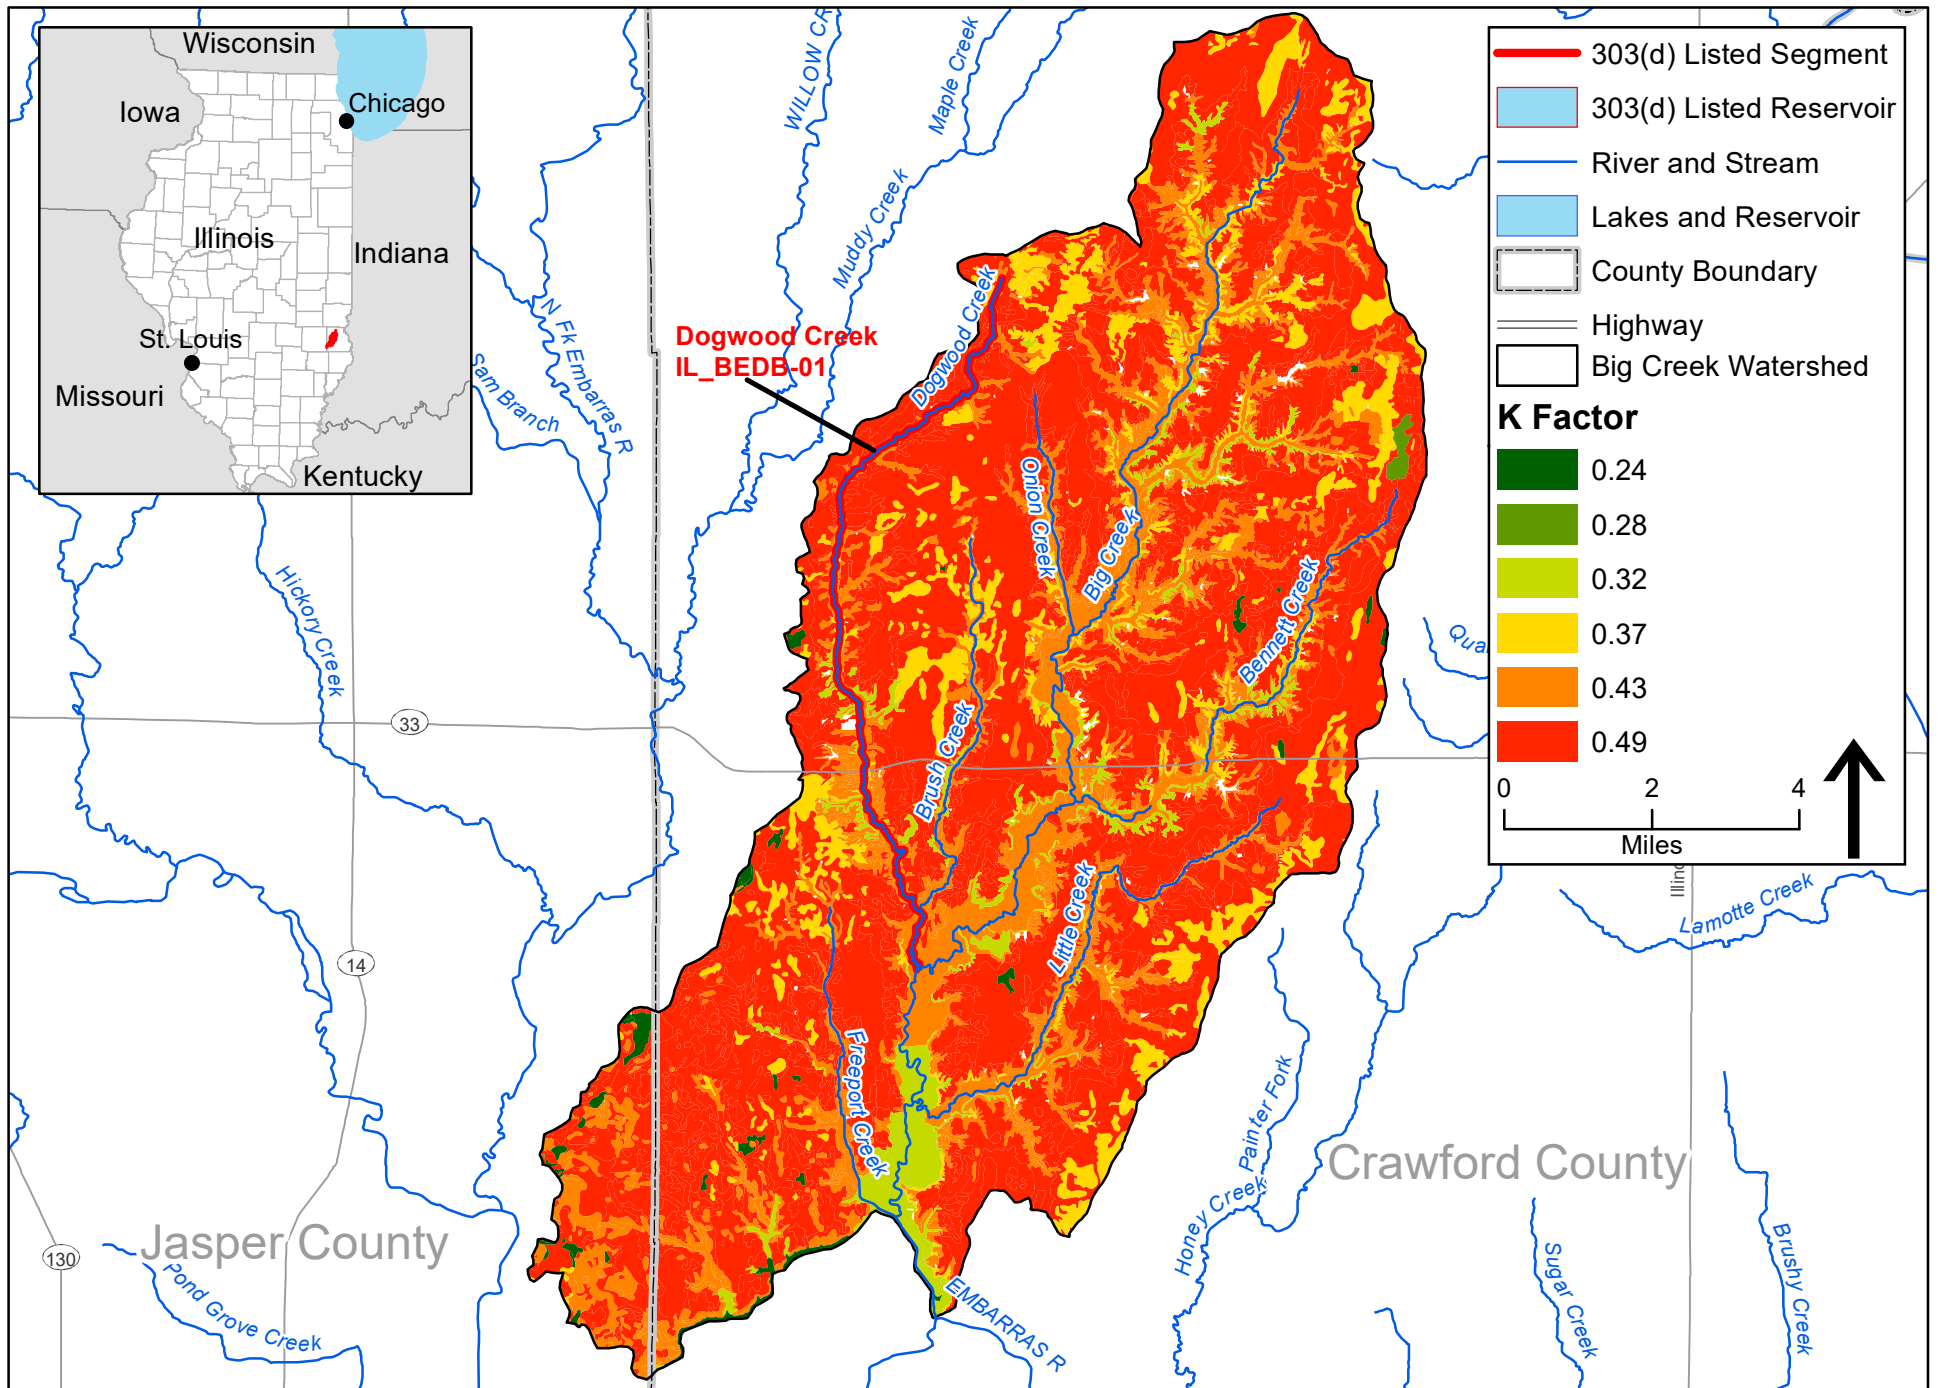 Wisconsin
Iowa
Chicago
Illinois
Indiana
St. Louis
Missouri
Kentucky
WILLOW CR
Maple Creek
Muddy Creek
N Fk Embarras R
Sam Branch
Dogwood Creek
IL_BEDB-01
Dogwood Creek
Onion Creek
Big Creek
Bennett Creek
Hickory Creek
33
Brush Creek
Little Creek
14
Freeport Creek
Painter Fork
Honey Creek
Crawford County
Jasper County
130
Pond Grove Creek
EMBARRAS R
Sugar Creek
Brushy Creek
Lamotte Creek
303(d) Listed Segment
303(d) Listed Reservoir
River and Stream
Lakes and Reservoir
County Boundary
Highway
Big Creek Watershed
K Factor
0.24
0.28
0.32
0.37
0.43
0.49
0 2 4
Miles